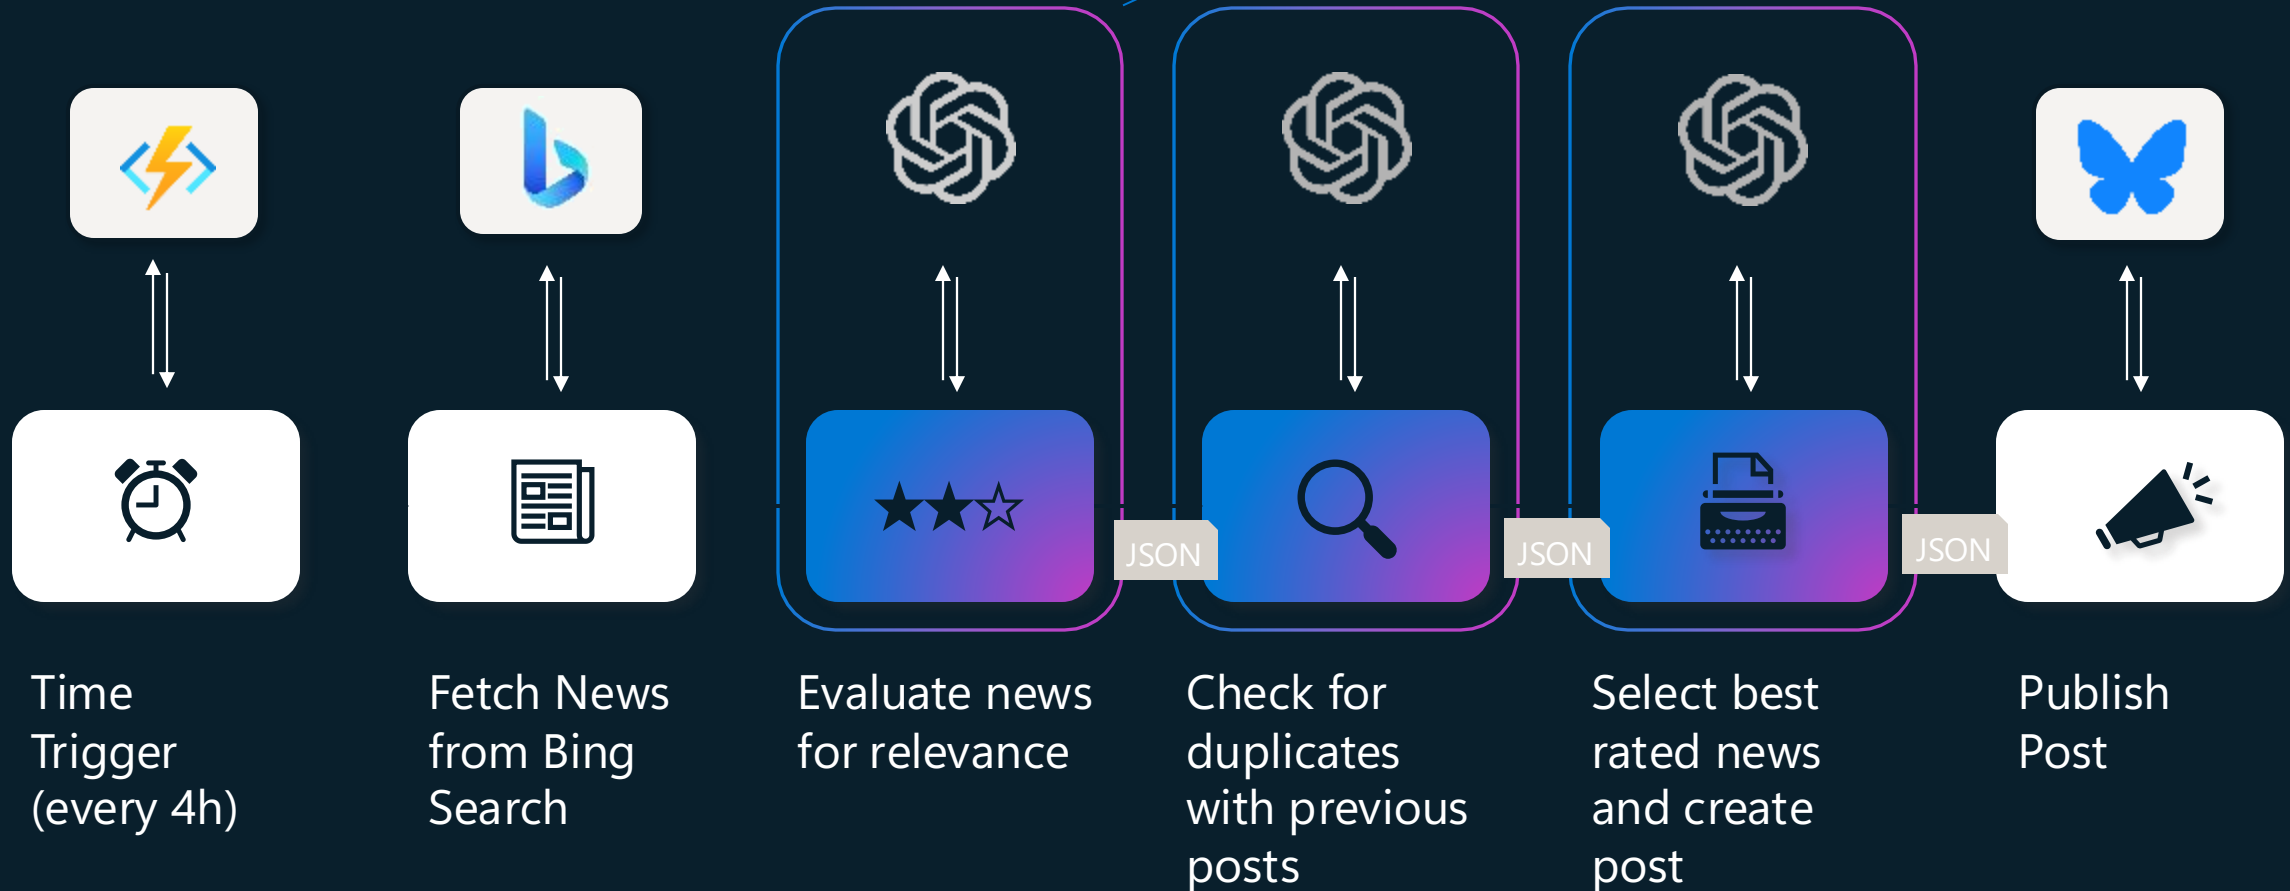 JSON
JSON
JSON
Time
Trigger
(every 4h)
Fetch News
from Bing
Search
Evaluate news
for relevance
Check for
duplicates
with previous
posts
Select best
rated news
and create
post
Publish
Post